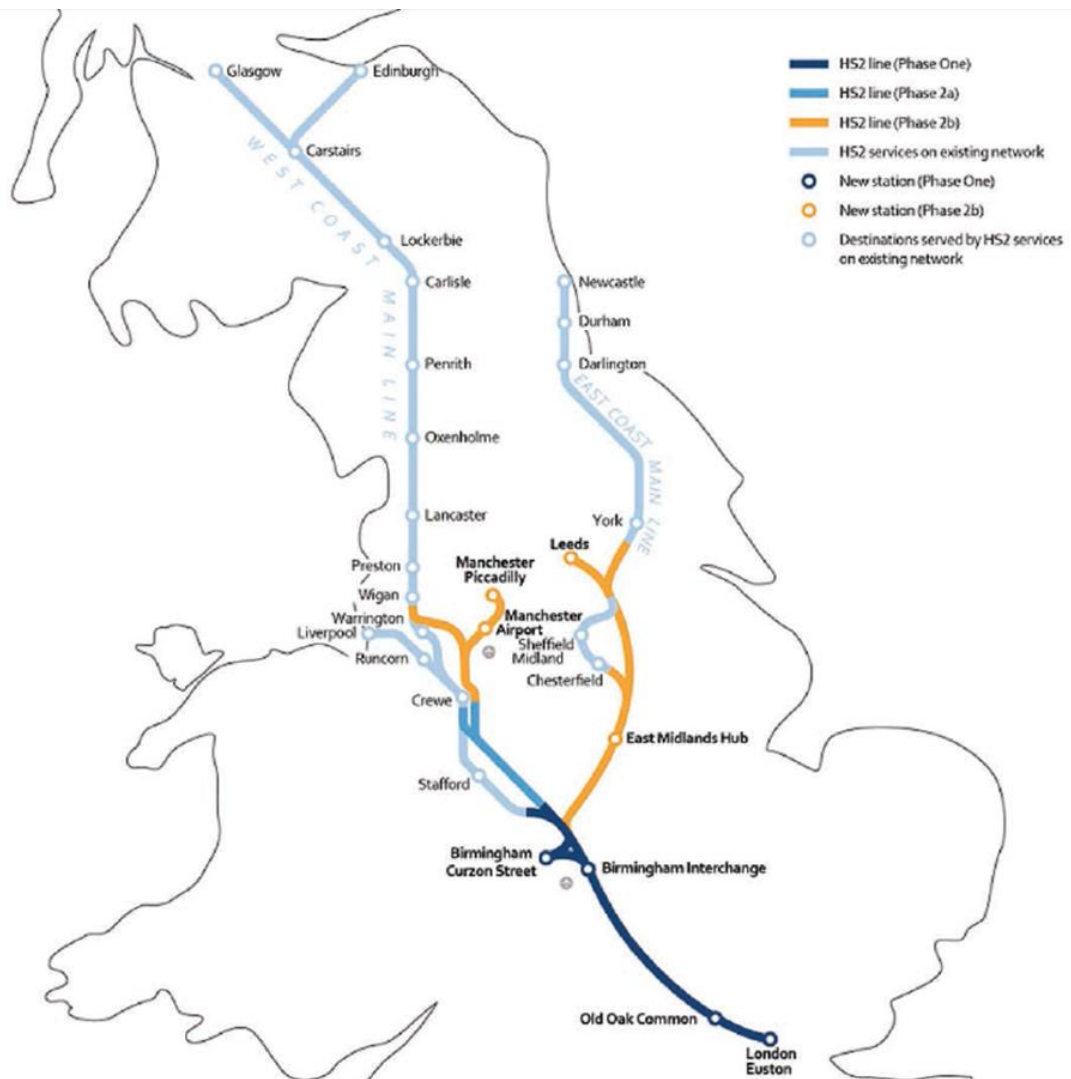 Glasgow
Edinburgh
Carstairs
WEST COAST MAIN LINE
Lockerbie
Carlisle
Penrith
Oxenholme
Lancaster
Preston
Wigan
Warrington
Liverpool
Runcorn
Crewe
Stafford
Manchester
Piccadilly
Manchester
Airport
Newcastle
Durham
Darlington
EAST COAST MAIN LINE
York
Leeds
Sheffield
Midland
Chesterfield
East Midlands Hub
Birmingham
Curzon Street
Birmingham Interchange
Old Oak Common
London
Euston
HS2 line (Phase One)
HS2 line (Phase 2a)
HS2 line (Phase 2b)
HS2 services on existing network
New station (Phase One)
New station (Phase 2b)
Destinations served by HS2 services
on existing network